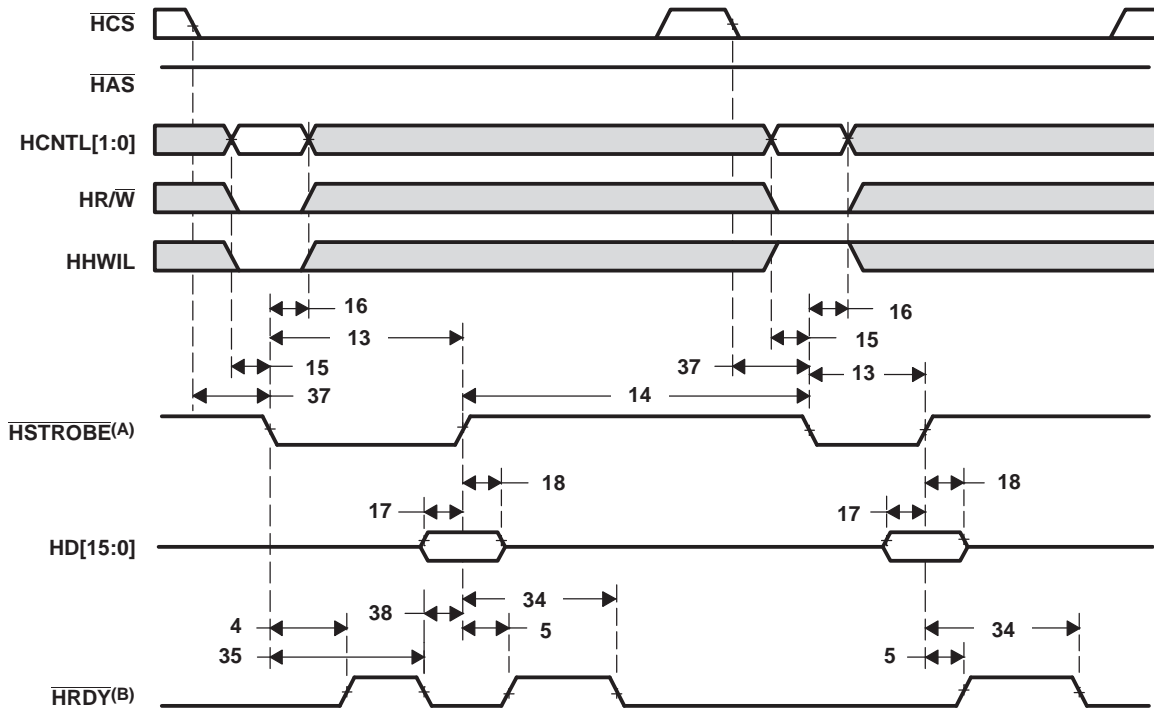 HCS
HAS
HCNTL[1:0]
HR/W
HHWIL
16
16
13
15
15
37
13
37
14
HSTROBE(A)
18
18
17
17
HD[15:0]
34
38
4
5
34
35
5
HRDY(B)